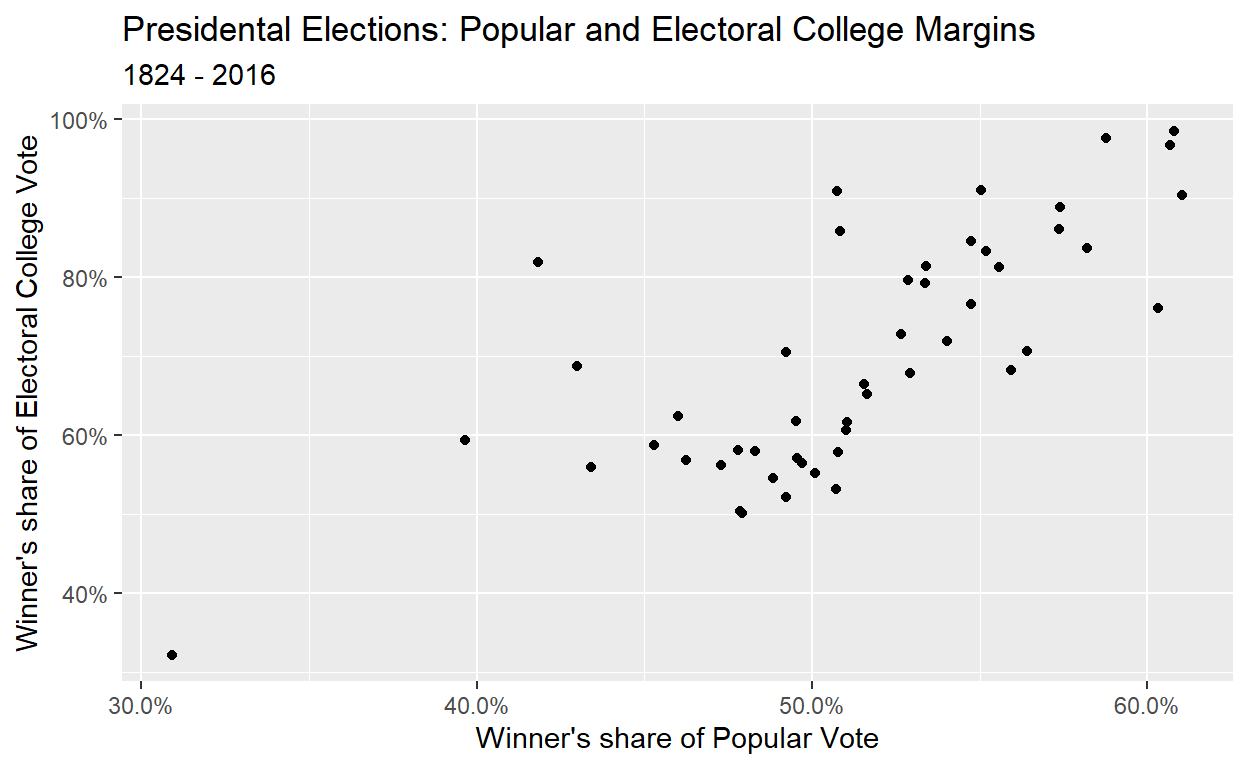 Presidental Elections: Popular and Electoral College Margins
1824 - 2016
Winner's share of Electoral College Vote
100%
80%
60%
40%
30.0%
40.0%
50.0%
60.0%
Winner's share of Popular Vote